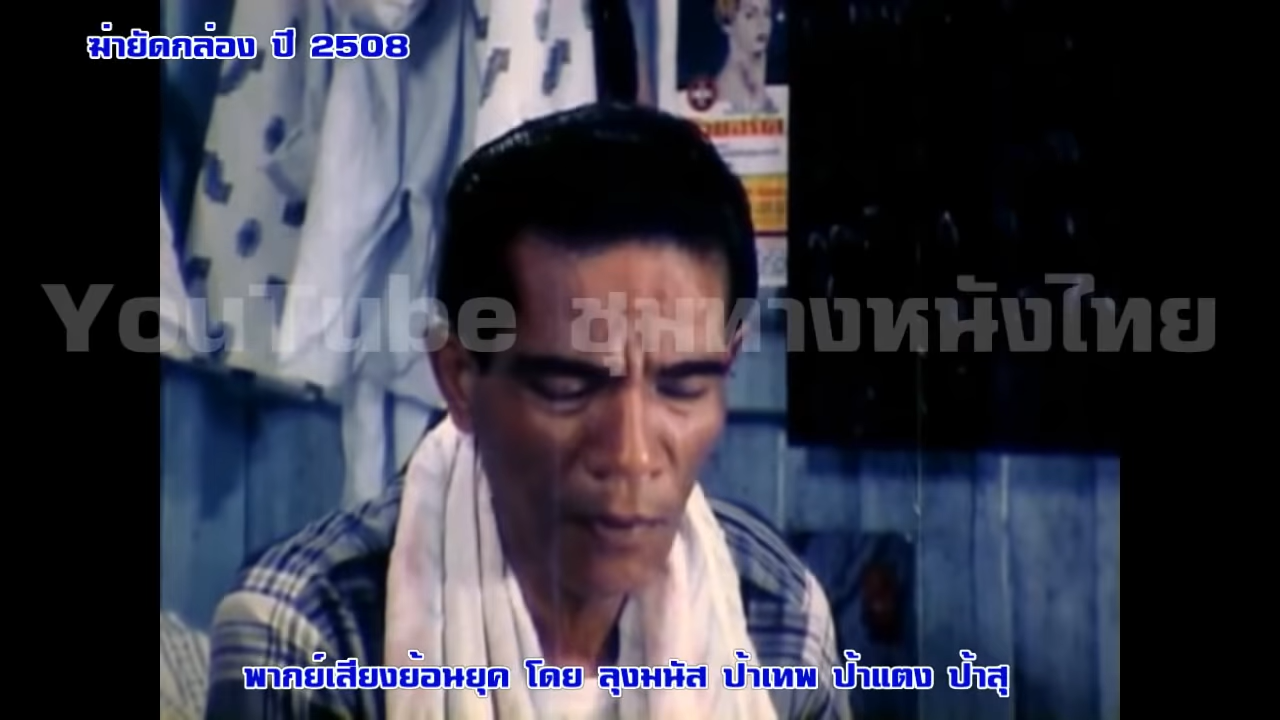 ฆ่ายัดกล่อง ปี 2508
YouTube ชุมทางหนังไทย
พากย์เสียงย้อนยุค โดย ลุงมนัส ป้าเทพ ป้าแตง ป้าสุ